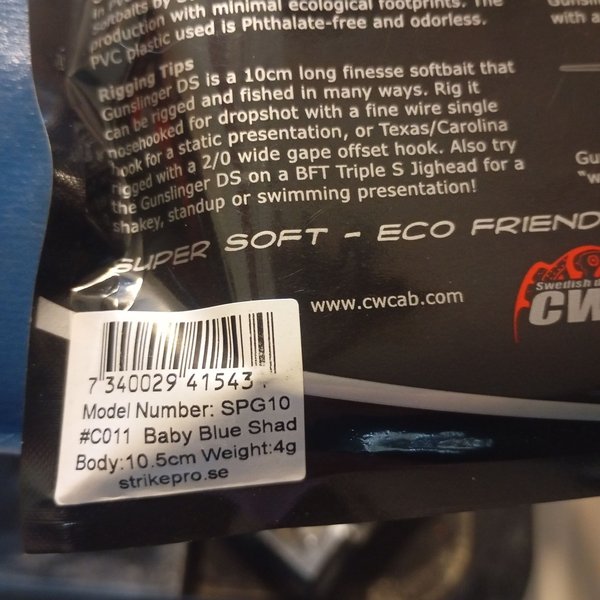 softbaits by
production with minimal ecological footprints. The
PVC plastic used is Phthalate-free and odorless.
with a
Rigging Tips
Gunslinger DS is a 10cm long finesse softbait that
can be rigged and fished in many ways. Rig it
nosehooked for dropshot with a fine wire single
hook for a static presentation, or Texas/Carolina
rigged with a 2/0 wide gape offset hook. Also try
the Gunslinger DS on a BFT Triple S Jighead for a
shakey, standup or swimming presentation!
Gu
"w
SUPER SOFT - ECO FRIEND
www.cwcab.com
Swedish
CW
7 340029 41543
Model Number: SPG10
#C011 Baby Blue Shad
Body:10.5cm Weight:4g
strikepro.se